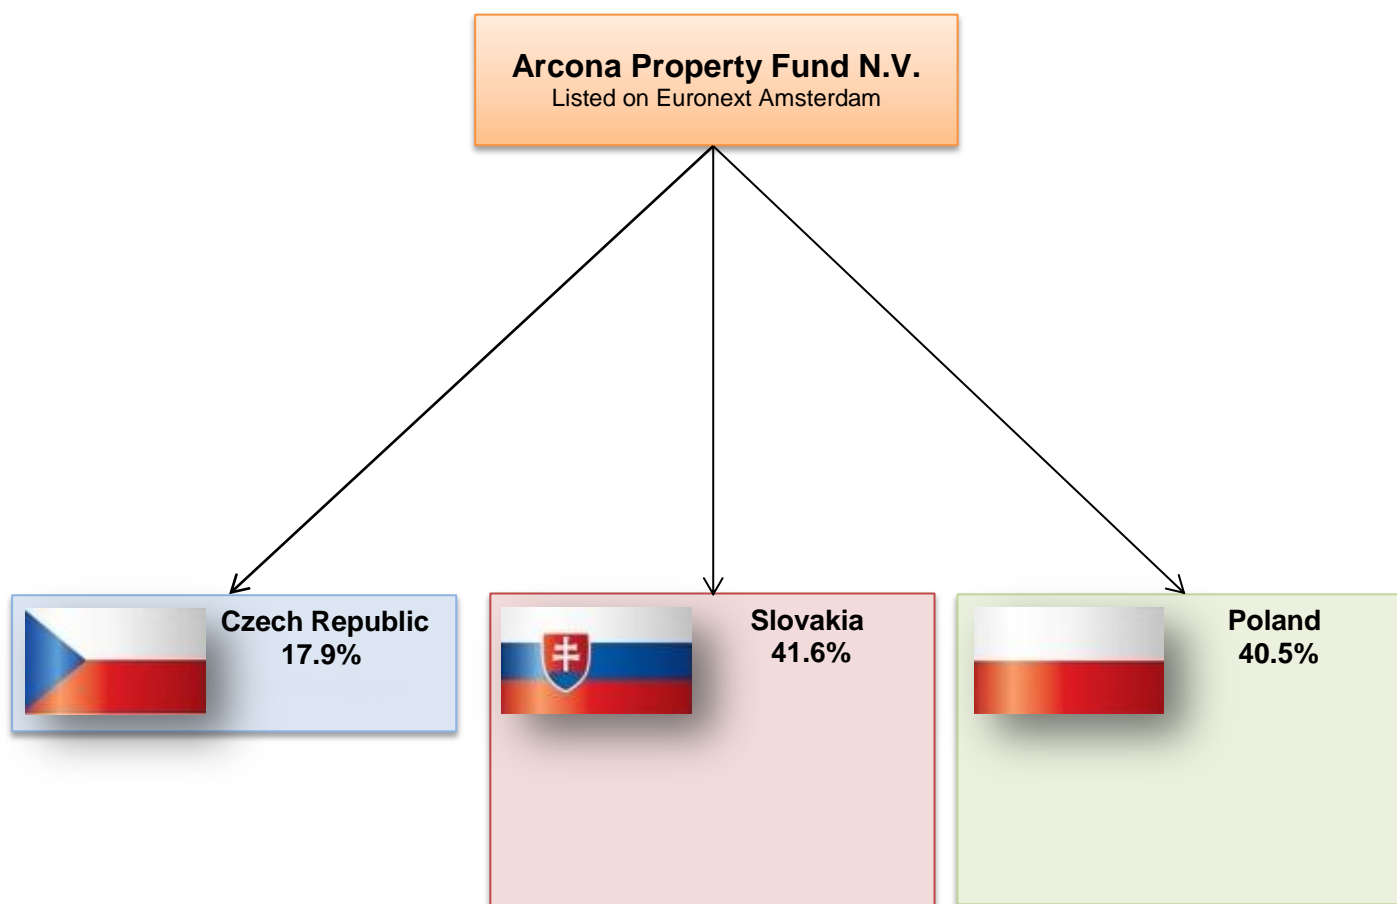 Arcona Property Fund N.V.
Listed on Euronext Amsterdam
Czech Republic
17.9%
Slovakia
41.6%
Poland
40.5%